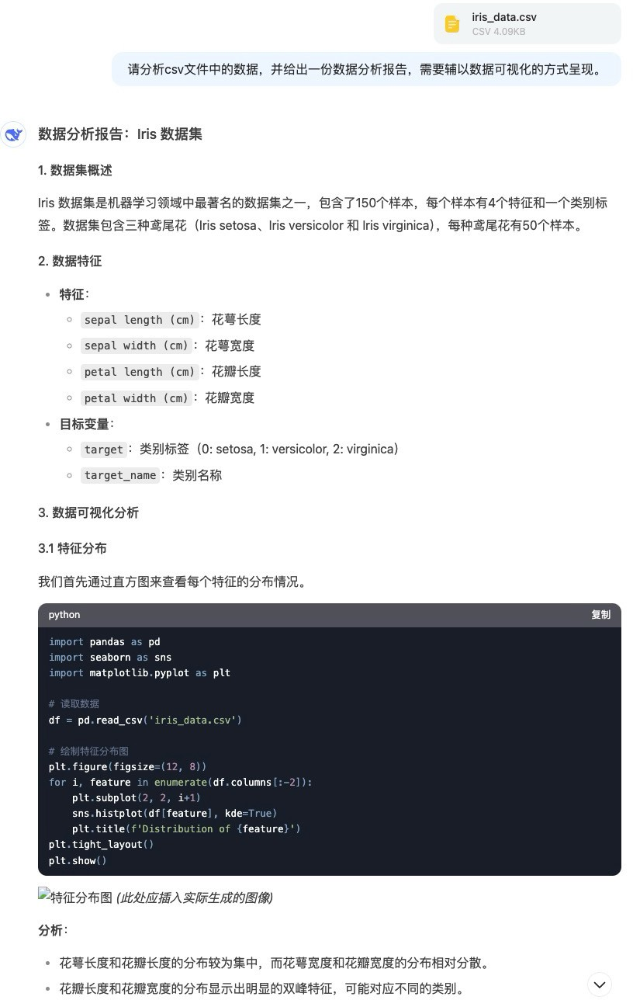 iris_data.csv
CSV 4.09KB
请分析csv文件中的数据，并给出一份数据分析报告，需要辅以数据可视化的方式呈现。
数据分析报告：Iris 数据集
1. 数据集概述
Iris 数据集是机器学习领域中最著名的数据集之一，包含了150个样本，每个样本有4个特征和一个类别标
签。数据集包含三种鸢尾花（Iris setosa、Iris versicolor 和 Iris virginica），每种鸢尾花有50个样本。
2. 数据特征
• 特征：
◦ sepal length (cm)：花萼长度
◦ sepal width (cm)：花萼宽度
◦ petal length (cm)：花瓣长度
◦ petal width (cm)：花瓣宽度
• 目标变量：
◦ target：类别标签（0: setosa, 1: versicolor, 2: virginica）
◦ target_name：类别名称
3. 数据可视化分析
3.1 特征分布
我们首先通过直方图来查看每个特征的分布情况。
python 复制
import pandas as pd
import seaborn as sns
import matplotlib.pyplot as plt
# 读取数据
df = pd.read_csv('iris_data.csv')
# 绘制特征分布图
plt.figure(figsize=(12, 8))
for i, feature in enumerate(df.columns[:-2]):
    plt.subplot(2, 2, i+1)
    sns.histplot(df[feature], kde=True)
    plt.title(f'Distribution of {feature}')
plt.tight_layout()
plt.show()
特征分布图 (此处应插入实际生成的图像)
分析：
• 花萼长度和花瓣长度的分布较为集中，而花萼宽度和花瓣宽度的分布相对分散。
• 花瓣长度和花瓣宽度的分布显示出明显的双峰特征，可能对应不同的类别。